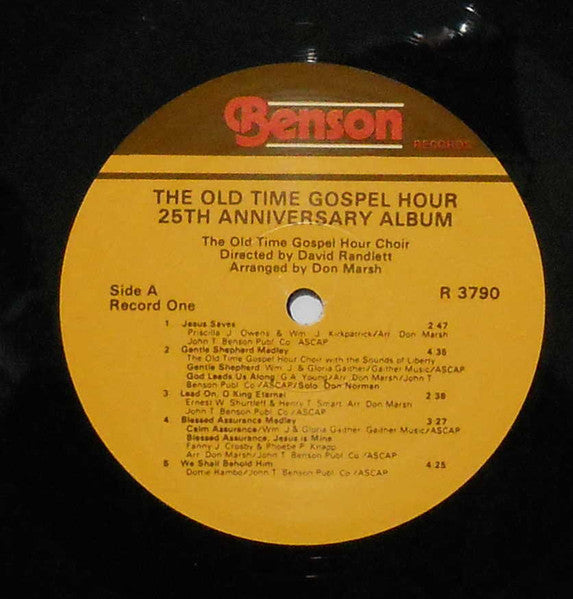 Benson
RECORDS
THE OLD TIME GOSPEL HOUR
25TH ANNIVERSARY ALBUM
The Old Time Gospel Hour Choir
Directed by David Randlett
Arranged by Don Marsh
Side A
Record One
R 3790
1. Jesus Saves 2:47
Priscilla J. Owens & Wm. J. Kirkpatrick/Arr. Don Marsh
John T. Benson Publ. Co. ASCAP
2. Gentle Shepherd Medley 4:38
The Old Time Gospel Hour Choir with the Sounds of Liberty
Gentle Shepherd/Wm. J. & Gloria Gaither/Gaither Music/ASCAP
God Leads Us Along/G.A. Young/Arr. Don Marsh/John T.
Benson Publ. Co./ASCAP/Solo: Don Norman
3. Lead On, O King Eternal 2:38
Ernest W. Shurtleff & Henry T. Smart/Arr. Don Marsh/
John T. Benson Publ. Co./ASCAP
4. Blessed Assurance Medley 3:27
Calm Assurance/Wm. J. & Gloria Gaither/Gaither Music/ASCAP
Blessed Assurance, Jesus is Mine
Fanny J. Crosby & Phoebe P. Knapp
Arr. Don Marsh/John T. Benson Publ. Co./ASCAP
5. We Shall Behold Him 4:25
Dottie Rambo/John T. Benson Publ. Co./ASCAP